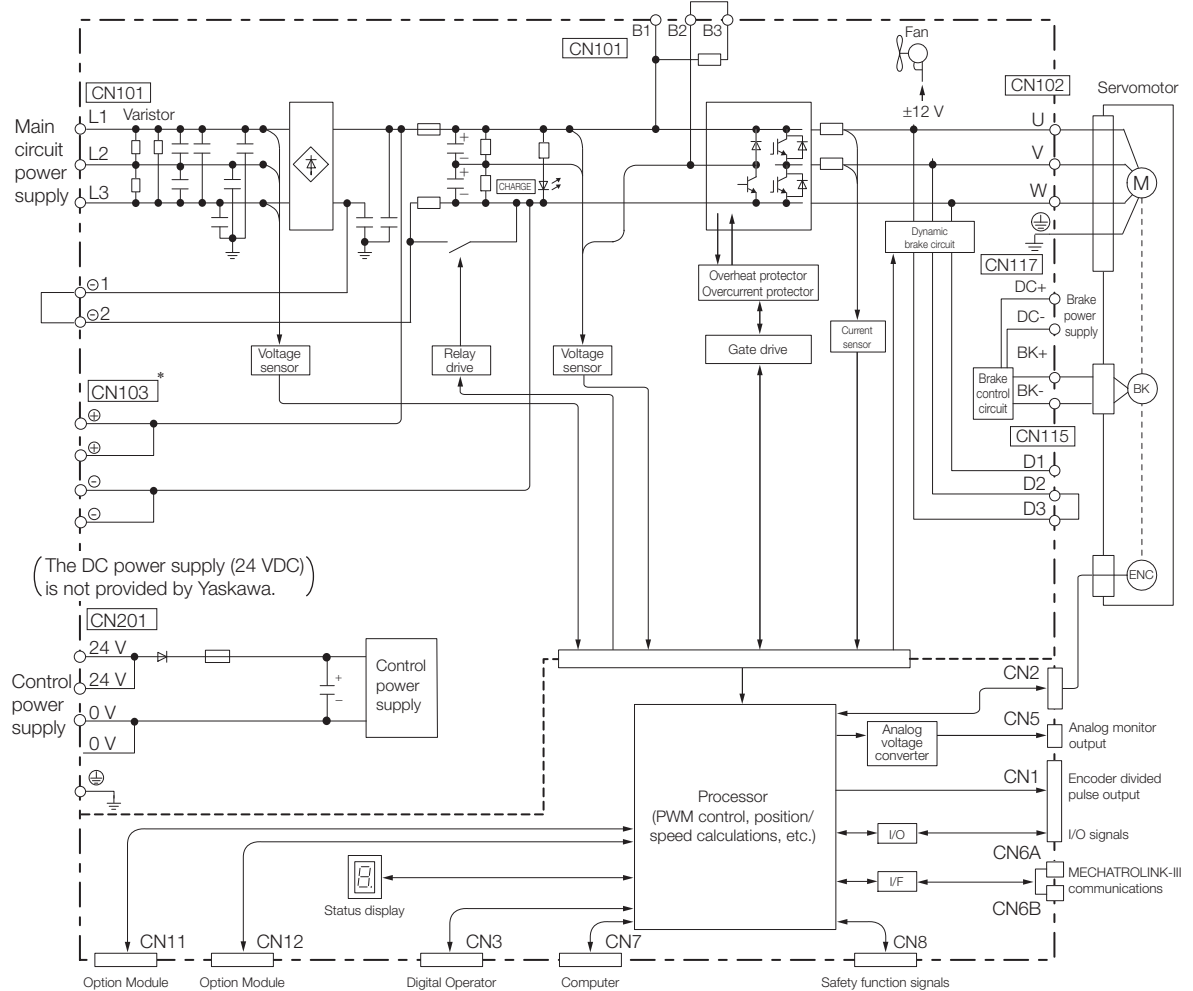 B1
B2
B3
CN101
Fan
±12 V
CN102
Servomotor
CN101
L1
Varistor
L2
L3
Main
circuit
power
supply
+
−
+
−
CHARGE
U
V
W
M
Dynamic
brake circuit
CN117
DC+
DC-
Brake
power
supply
BK+
BK-
Brake
control
circuit
BK
CN115
D1
D2
D3
ENC
⊖1
⊖2
Overheat protector
Overcurrent protector
Gate drive
Current
sensor
Voltage
sensor
Relay
drive
Voltage
sensor
CN103 *
⊕
⊕
⊖
⊖
(The DC power supply (24 VDC)
is not provided by Yaskawa.)
CN201
24 V
24 V
0 V
0 V
Control
power
supply
+
−
Control
power
supply
Processor
(PWM control, position/
speed calculations, etc.)
Analog
voltage
converter
I/O
I/F
CN2
CN5
Analog monitor
output
CN1
Encoder divided
pulse output
I/O signals
CN6A
CN6B
MECHATROLINK-III
communications
8.
Status display
CN11
CN12
CN3
CN7
CN8
Option Module
Option Module
Digital Operator
Computer
Safety function signals